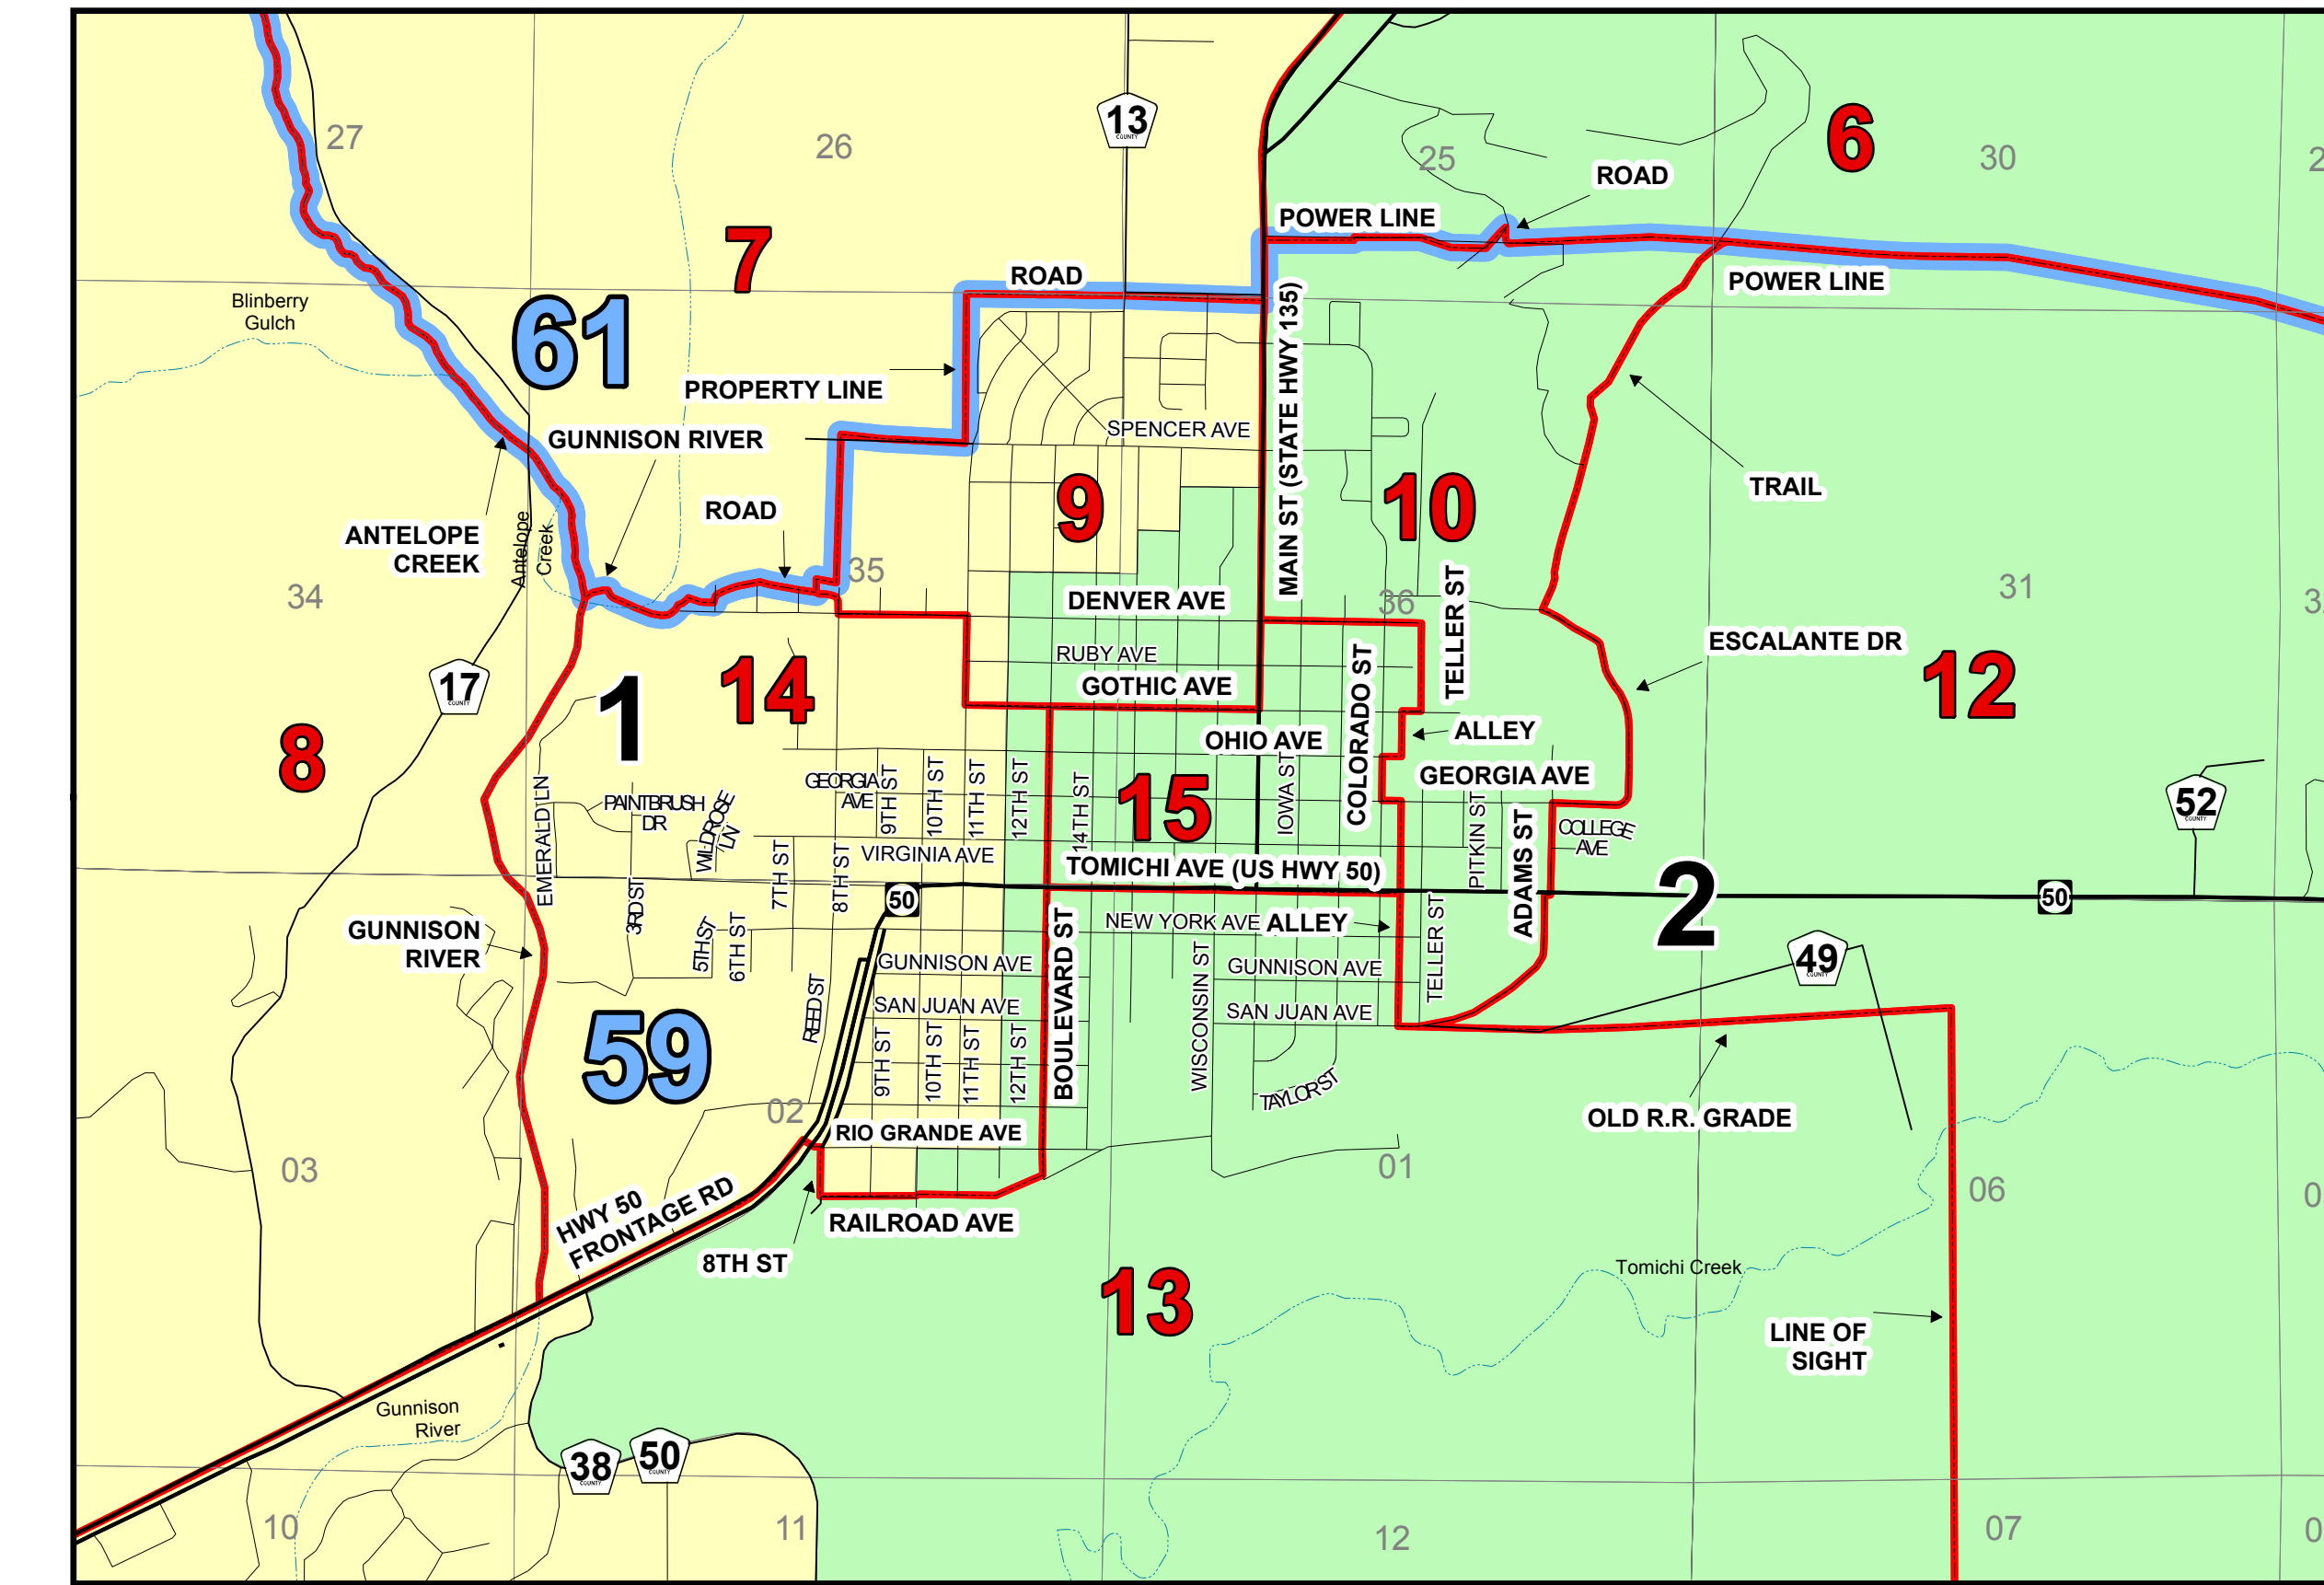 27
26
13
COUNTY
25
6
30
ROAD
POWER LINE
7
ROAD
POWER LINE
Blinberry
Gulch
61
MAIN ST (STATE HWY 135)
PROPERTY LINE
SPENCER AVE
GUNNISON RIVER
TRAIL
9
10
ROAD
ANTELOPE
CREEK
Antelope
Creek
35
34
DENVER AVE
36
TELLER ST
31
RUBY AVE
ESCALANTE DR
GOTHIC AVE
17
COUNTY
14
12
1
8
OHIO AVE
COLORADO ST
ALLEY
GEORGIA
AVE
9TH ST
10TH ST
11TH ST
12TH ST
14TH ST
15
IOWA ST
GEORGIA AVE
52
COUNTY
EMERALD LN
PAINTBRUSH
DR
WILDROSE
LN
PITKIN ST
ADAMS ST
COLLEGE
AVE
7TH ST
8TH ST
VIRGINIA AVE
TOMICHI AVE (US HWY 50)
3RD ST
50
2
50
GUNNISON
RIVER
5TH ST
6TH ST
NEW YORK AVE
ALLEY
TELLER ST
BOULEVARD ST
GUNNISON AVE
WISCONSIN ST
GUNNISON AVE
49
COUNTY
REED ST
SAN JUAN AVE
SAN JUAN AVE
59
9TH ST
10TH ST
11TH ST
12TH ST
TAYLOR ST
02
RIO GRANDE AVE
OLD R.R. GRADE
03
01
06
0
HWY 50
FRONTAGE RD
RAILROAD AVE
8TH ST
Tomichi Creek
13
LINE OF
SIGHT
Gunnison
River
38
COUNTY
50
COUNTY
10
11
12
07
0